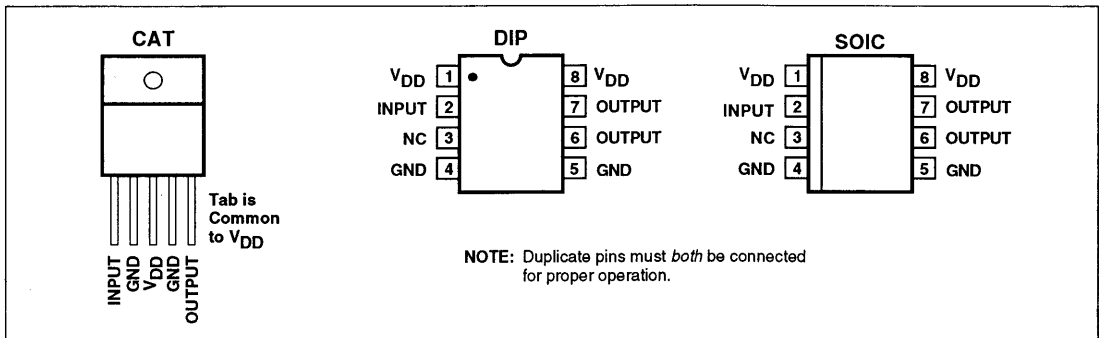 CAT
Tab is
Common
to VDD
INPUT
GND
VDD
GND
OUTPUT
DIP
VDD 1
INPUT 2
NC 3
GND 4
8 VDD
7 OUTPUT
6 OUTPUT
5 GND
SOIC
VDD 1
INPUT 2
NC 3
GND 4
8 VDD
7 OUTPUT
6 OUTPUT
5 GND
NOTE: Duplicate pins must both be connected
for proper operation.